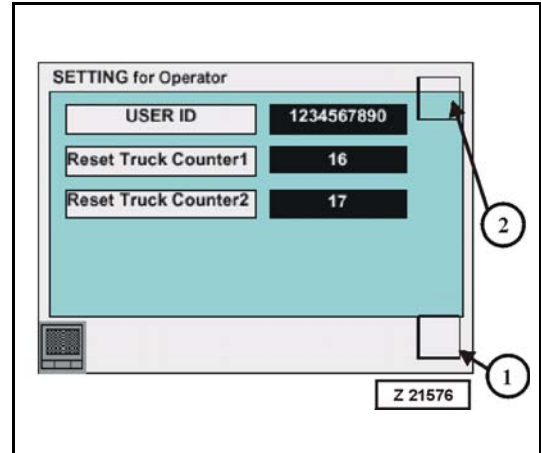 SETTING for Operator
USER ID 1234567890
Reset Truck Counter1 16
Reset Truck Counter2 17
2
1
Z 21576